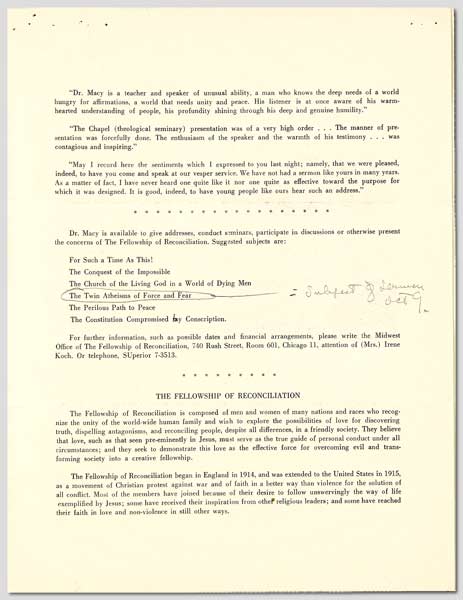 "Dr. Macy is a teacher and speaker of unusual ability, a man who knows the deep needs of a world
hungry for affirmations, a world that needs unity and peace. His listener is at once aware of his warm-
hearted understanding of people, his profundity shining through his deep and genuine humility."
"The Chapel (theological seminary) presentation was of a very high order . . . The manner of pre-
sentation was forcefully done. The enthusiasm of the speaker and the warmth of his testimony . . . was
contagious and inspiring."
"May I record here the sentiments which I expressed to you last night; namely, that we were pleased,
indeed, to have you come and speak at our vesper service. We have not had a sermon like yours in many years.
As a matter of fact, I have never heard one quite like it nor one quite as effective toward the purpose for
which it was designed. It is good, indeed, to have young people like ours hear such an address."
* * * * * * * * * * * * * * * * * *
Dr. Macy is available to give addresses, conduct seminars, participate in discussions or otherwise present
the concerns of The Fellowship of Reconciliation. Suggested subjects are:
For Such a Time As This!
The Conquest of the Impossible
The Church of the Living God in a World of Dying Men
The Twin Atheisms of Force and Fear = Subject of Sermon
Oct 9.
The Perilous Path to Peace
The Constitution Compromised by Conscription.
For further information, such as possible dates and financial arrangements, please write the Midwest
Office of The Fellowship of Reconciliation, 740 Rush Street, Room 601, Chicago 11, attention of (Mrs.) Irene
Koch. Or telephone, SUperior 7-3513.
* * * * * * * * *
THE FELLOWSHIP OF RECONCILIATION
The Fellowship of Reconciliation is composed of men and women of many nations and races who recog-
nize the unity of the world-wide human family and wish to explore the possibilities of love for discovering
truth, dispelling antagonisms, and reconciling people, despite all differences, in a friendly society. They believe
that love, such as that seen pre-eminently in Jesus, must serve as the true guide of personal conduct under all
circumstances; and they seek to demonstrate this love as the effective force for overcoming evil and trans-
forming society into a creative fellowship.
The Fellowship of Reconciliation began in England in 1914, and was extended to the United States in 1915,
as a movement of Christian protest against war and of faith in a better way than violence for the solution of
all conflict. Most of the members have joined because of their desire to follow unswervingly the way of life
exemplified by Jesus; some have received their inspiration from other religious leaders; and some have reached
their faith in love and non-violence in still other ways.